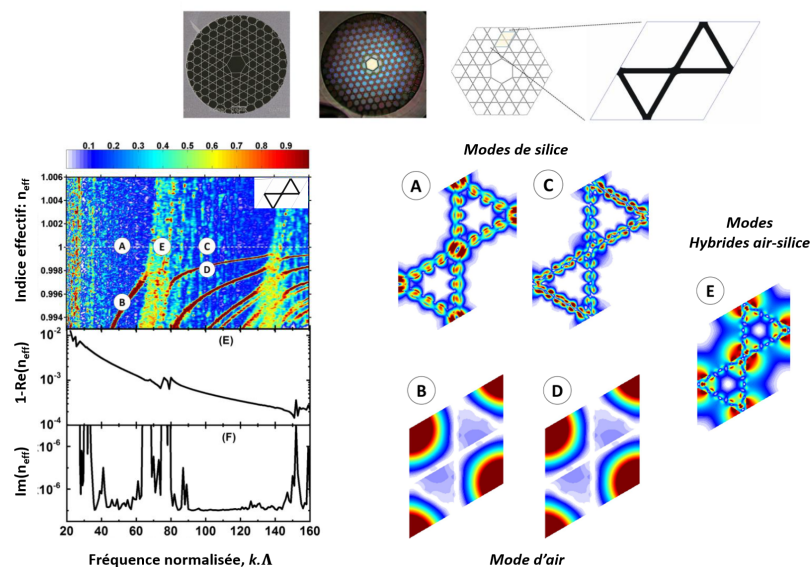 Modes de silice
A
C
Modes
Hybrides air-silice
E
B
D
Mode d'air
0.1 0.2 0.3 0.4 0.5 0.6 0.7 0.8 0.9
Indice effectif: neff
1.006
1.004
1.002
1
0.998
0.996
0.994
A
E
C
D
B
1-Re(neff)
10⁻²
10⁻³
10⁻⁴
(E)
Im(neff)
10⁻⁶
10⁻⁶
(F)
20 40 60 80 100 120 140 160
Fréquence normalisée, k.Λ